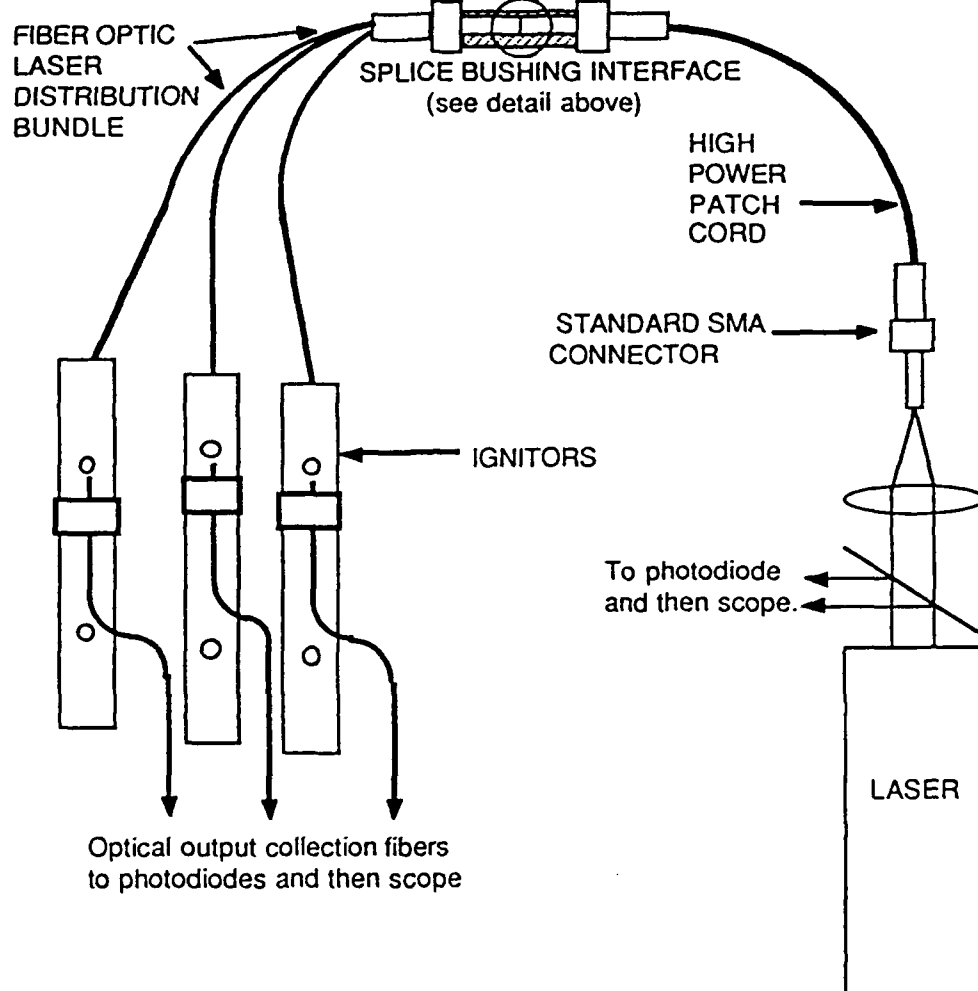 FIBER OPTIC
LASER
DISTRIBUTION
BUNDLE
SPLICE BUSHING INTERFACE
(see detail above)
HIGH
POWER
PATCH
CORD
STANDARD SMA
CONNECTOR
IGNITORS
To photodiode
and then scope.
LASER
Optical output collection fibers
to photodiodes and then scope